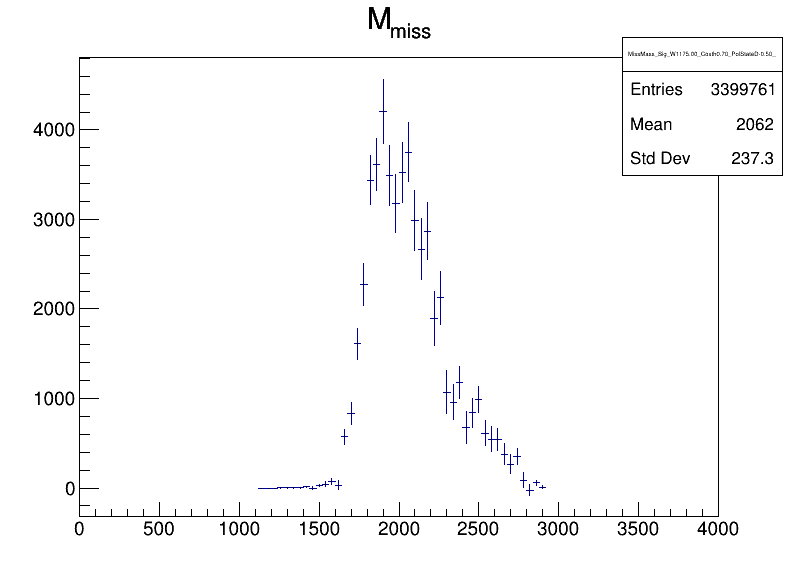 M_miss
MissMass_Sig_W1175.00_Costh0.70_PolStateD-0.50_
Entries 3399761
Mean 2062
Std Dev 237.3
4000
3000
2000
1000
0
0 500 1000 1500 2000 2500 3000 3500 4000